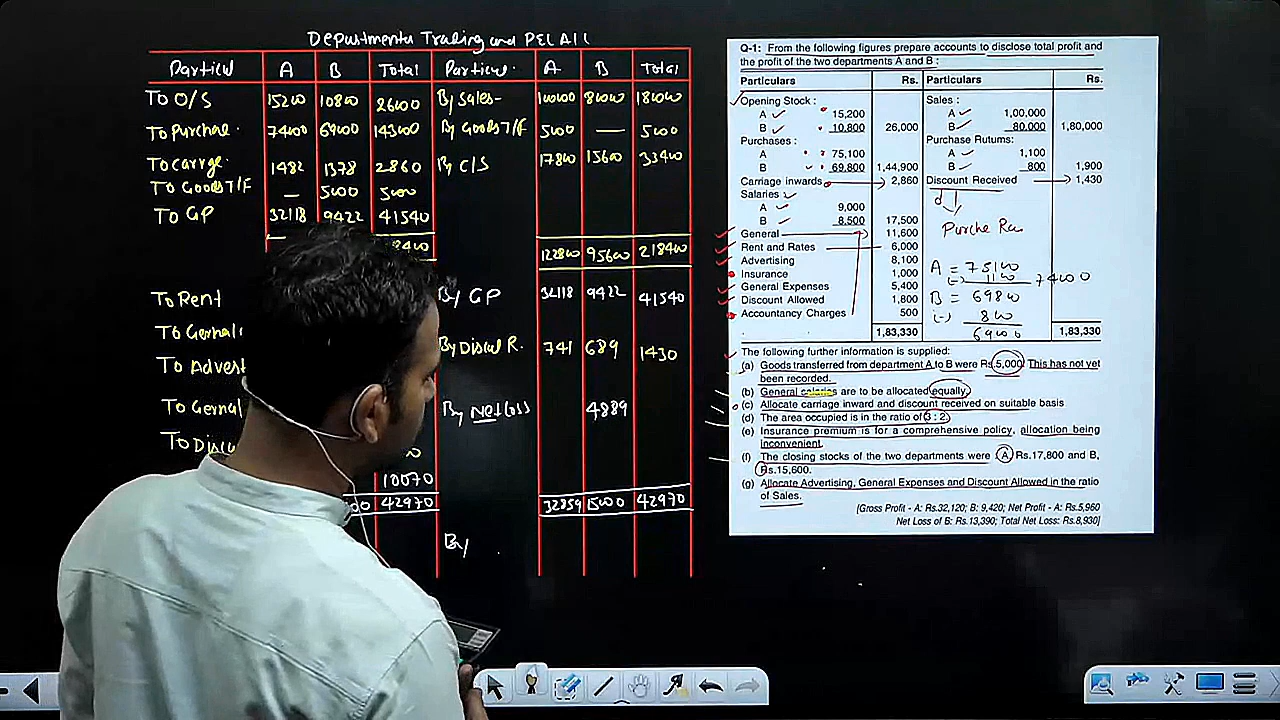 Departmental Trading and P&L A/C
Particul A B Total Particul. A B Total
To O/S 15200 10800 26000 By Sales- 100000 80000 180000
To Purchae. 74000 69000 143000 By Goods T/F 5000 — 5000
To carrge. 1482 1378 2860 By C/S 17800 15600 33400
To Goods T/F — 5000 5000
To GP 32118 9422 41540
8400 122800 95600 218400
To Rent By GP 32118 9422 41540
To Gernal
By Discut R. 741 689 1430
To Advest
To Gernal By Net Loss 4889
To Discu
10070
00 42970 32859 15000 42970
By
Q-1: From the following figures prepare accounts to disclose total profit and
the profit of the two departments A and B :
Particulars Rs. Particulars Rs.
Opening Stock : Sales :
A 15,200 A 1,00,000
B 10,800 26,000 B 80,000 1,80,000
Purchases : Purchase Ruturns:
A 75,100 A 1,100
B 69,800 1,44,900 B 800 1,900
Carriage inwards 2,860 Discount Received 1,430
Salaries
A 9,000
B 8,500 17,500
General 11,600
Rent and Rates 6,000
Advertising 8,100
Insurance 1,000
General Expenses 5,400
Discount Allowed 1,800
Accountancy Charges 500
1,83,330 1,83,330
Purche Re
A = 75100
(-) 1100 74000
B = 69800
(-) 800
69000
The following further information is supplied:
(a) Goods transferred from department A to B were Rs.5,000. This has not yet
been recorded.
(b) General salaries are to be allocated equally.
(c) Allocate carriage inward and discount received on suitable basis
(d) The area occupied is in the ratio of 3 : 2)
(e) Insurance premium is for a comprehensive policy, allocation being
inconvenient.
(f) The closing stocks of the two departments were : A, Rs.17,800 and B,
Rs.15,600.
(g) Allocate Advertising, General Expenses and Discount Allowed in the ratio
of Sales.
[Gross Profit - A: Rs.32,120; B: 9,420; Net Profit - A: Rs.5,960
Net Loss of B: Rs.13,390; Total Net Loss: Rs.8,930]